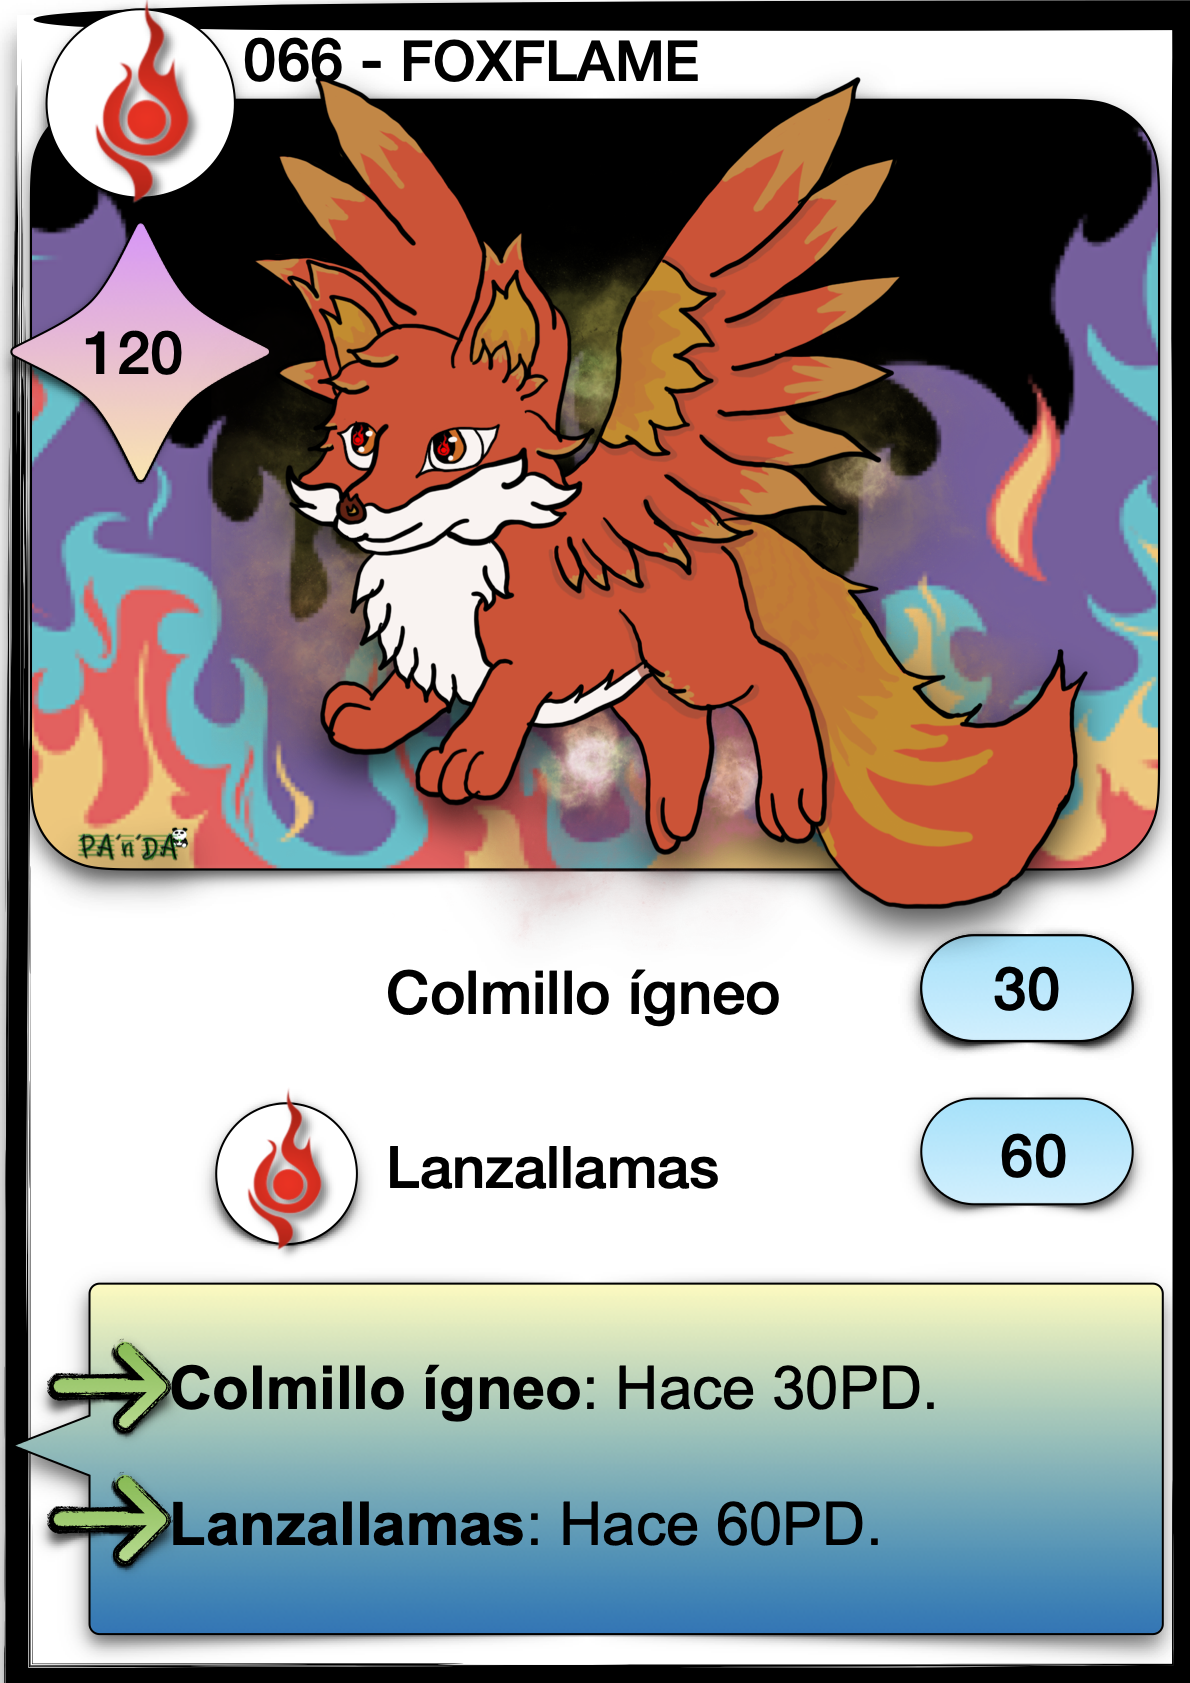 066 - FOXFLAME
120
PA'n'DA
Colmillo ígneo 30
Lanzallamas 60
Colmillo ígneo: Hace 30PD.
Lanzallamas: Hace 60PD.